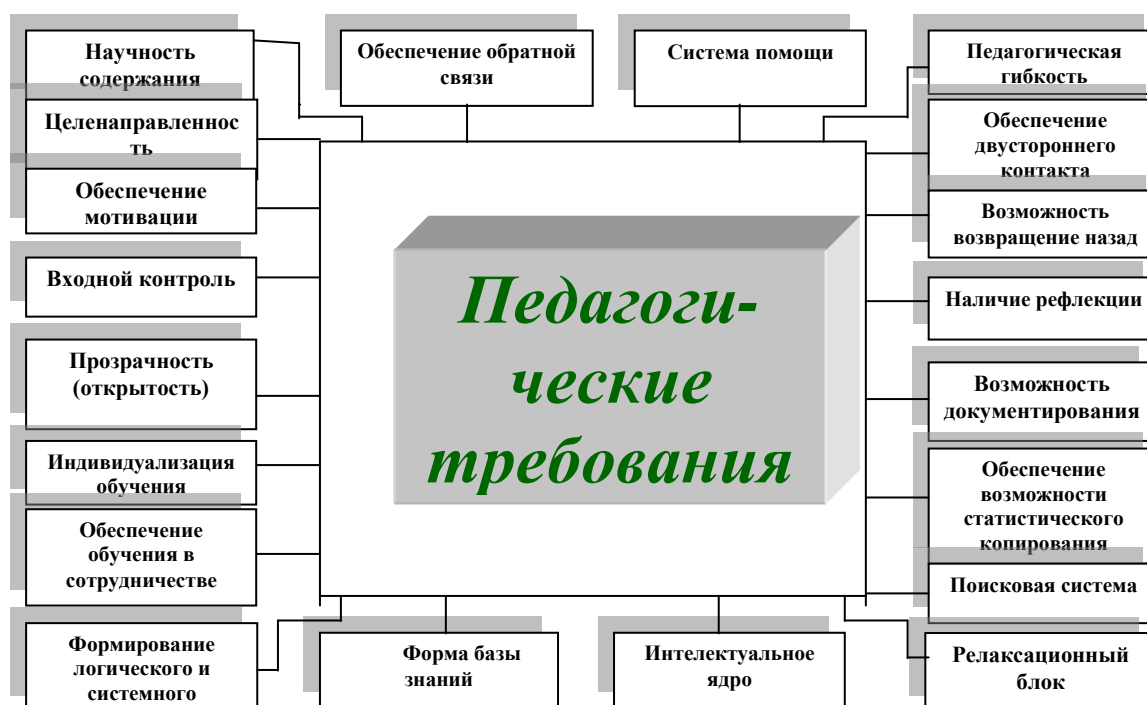 Научность
содержания
Обеспечение обратной
связи
Система помощи
Педагогическая
гибкость
Целенаправленнос
ть
Обеспечение
двустороннего
контакта
Обеспечение
мотивации
Возможность
возвращение назад
Входной контроль
Наличие рефлекции
Прозрачность
(открытость)
Возможность
документирования
Педагоги-
ческие
требования
Индивидуализация
обучения
Обеспечение
возможности
статистического
копирования
Обеспечение
обучения в
сотрудничестве
Поисковая система
Формирование
логического и
системного
Форма базы
знаний
Интелектуальное
ядро
Релаксационный
блок